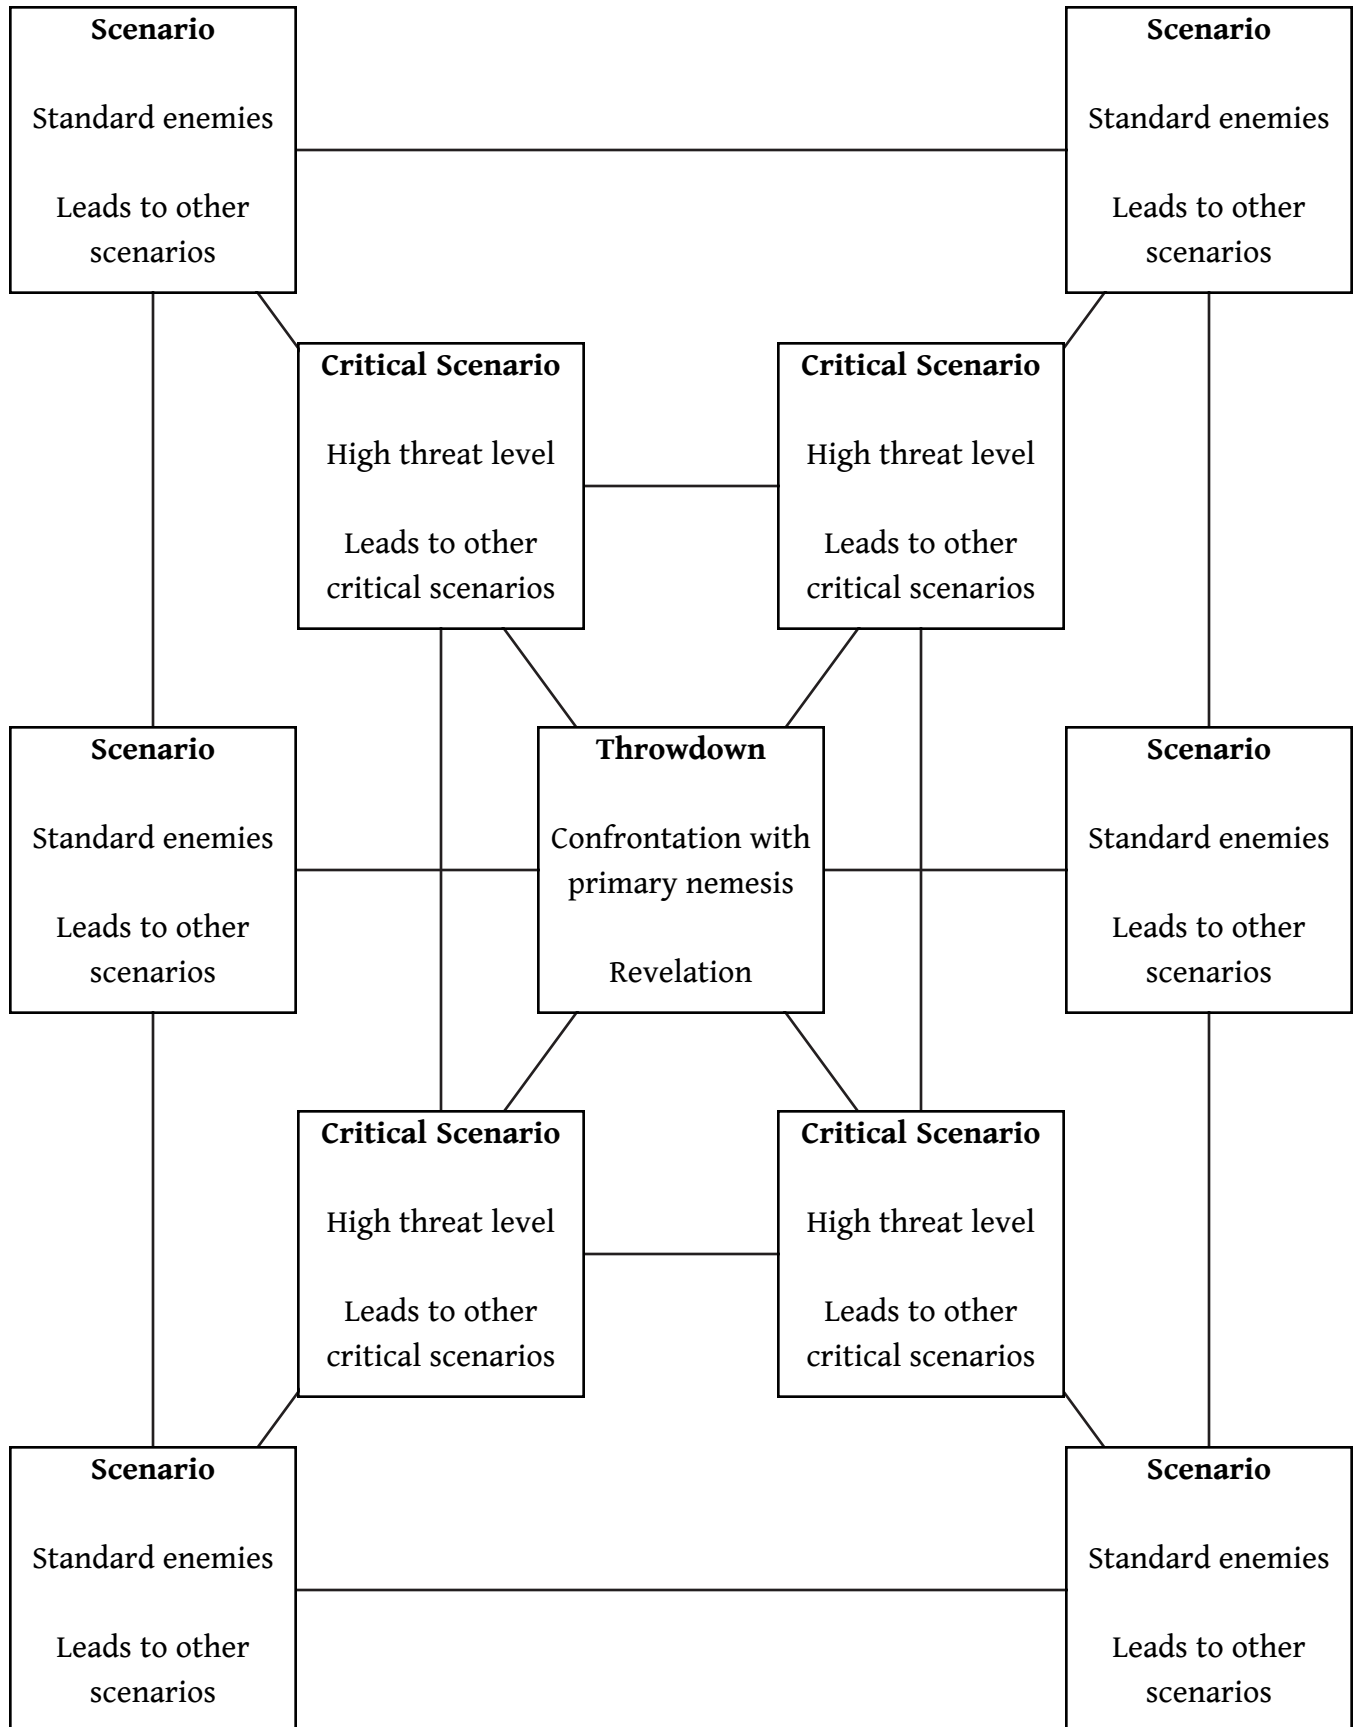 Scenario
Standard enemies
Leads to other
scenarios
Scenario
Standard enemies
Leads to other
scenarios
Critical Scenario
High threat level
Leads to other
critical scenarios
Critical Scenario
High threat level
Leads to other
critical scenarios
Scenario
Standard enemies
Leads to other
scenarios
Throwdown
Confrontation with
primary nemesis
Revelation
Scenario
Standard enemies
Leads to other
scenarios
Critical Scenario
High threat level
Leads to other
critical scenarios
Critical Scenario
High threat level
Leads to other
critical scenarios
Scenario
Standard enemies
Leads to other
scenarios
Scenario
Standard enemies
Leads to other
scenarios